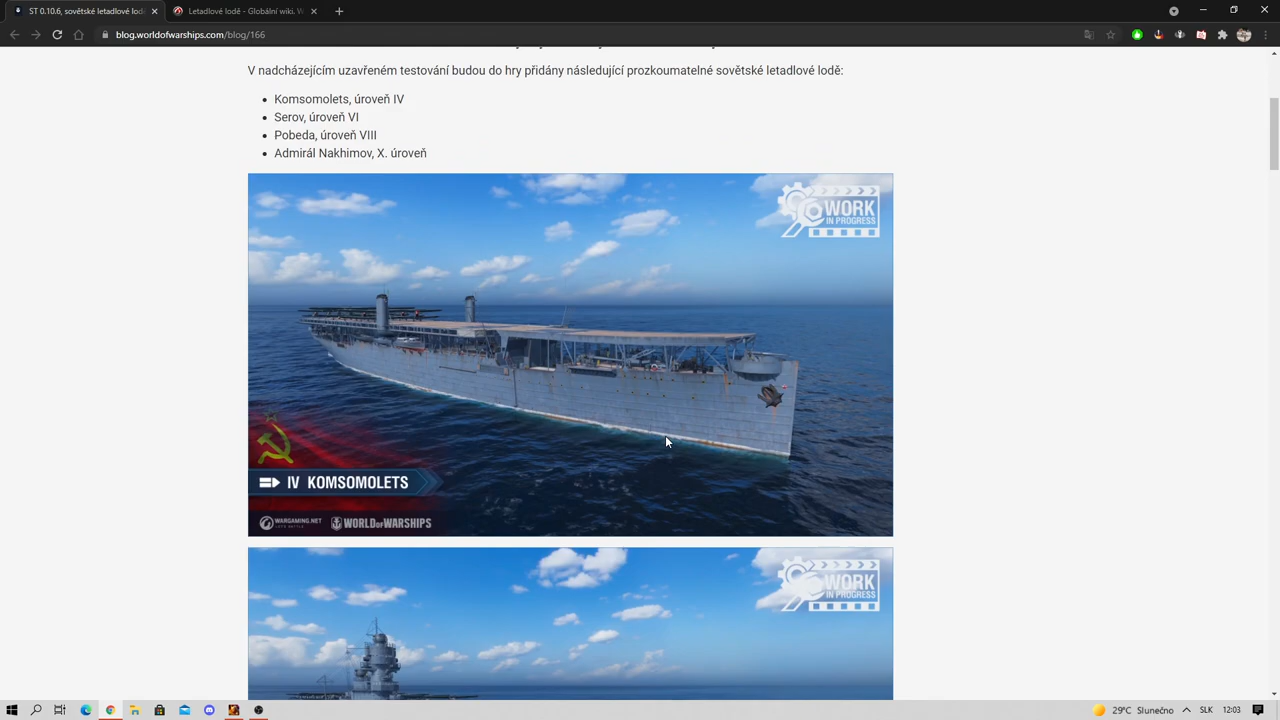 ST 0.10.6, sovětské letadlové lodě
Letadlové lodě - Globální wiki. W
blog.worldofwarships.com/blog/166
V nadcházejícím uzavřeném testování budou do hry přidány následující prozkoumatelné sovětské letadlové lodě:
Komsomolets, úroveň IV
Serov, úroveň VI
Pobeda, úroveň VIII
Admirál Nakhimov, X. úroveň
WORK
IN PROGRESS
IV KOMSOMOLETS
WARGAMING.NET
LET'S BATTLE
WORLD OF WARSHIPS
WORK
IN PROGRESS
29°C Slunečno
SLK
12:03